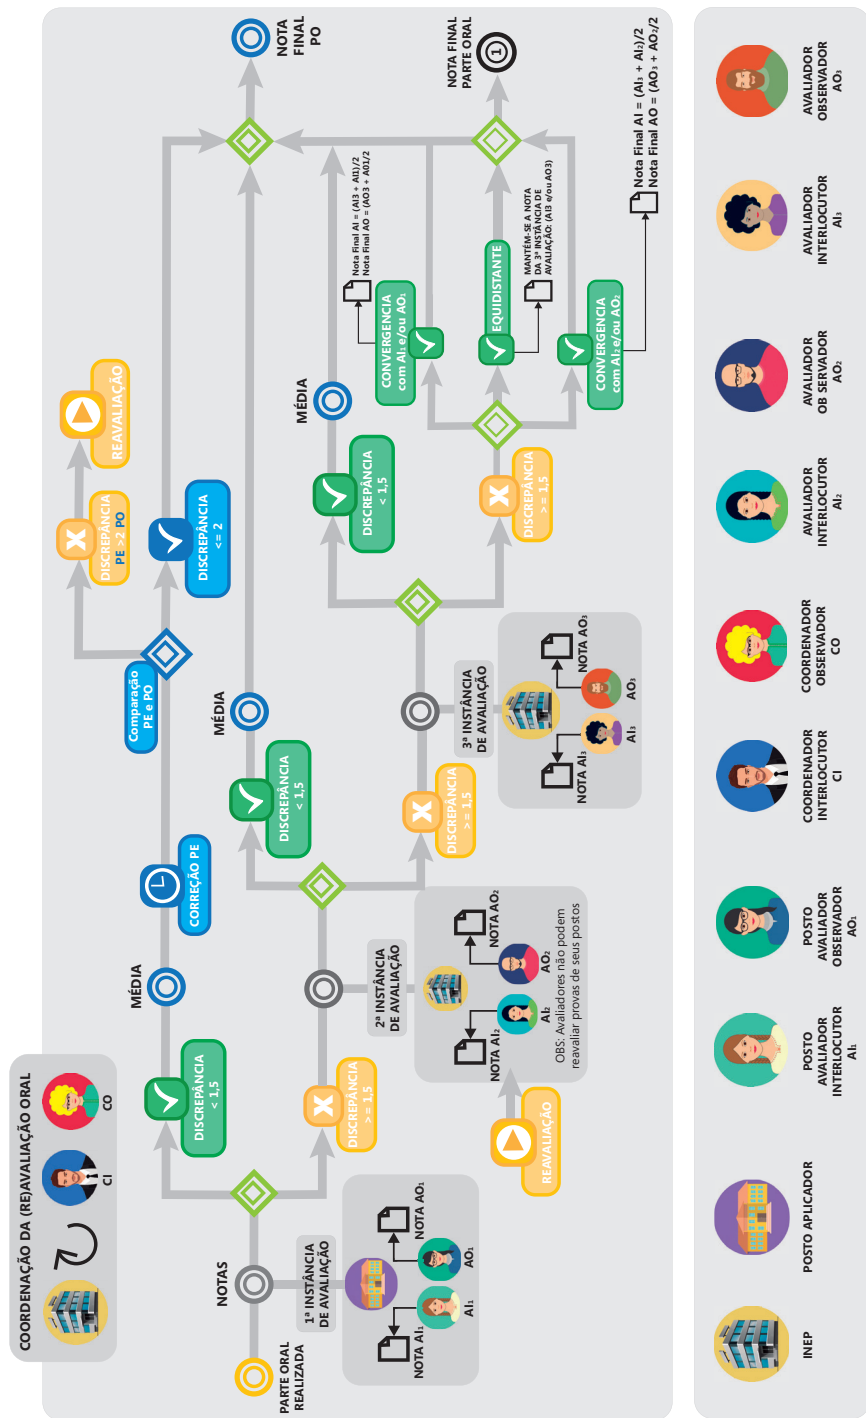 COORDENAÇÃO DA (RE)AVALIAÇÃO ORAL
CI
CO
PARTE ORAL
REALIZADA
NOTAS
1ª INSTÂNCIA
DE AVALIAÇÃO
NOTA AI₁
NOTA AO₁
AI₁
AO₁
DISCREPÂNCIA
< 1,5
MÉDIA
CORREÇÃO PE
Comparação
PE e PO
DISCREPÂNCIA
PE >2 PO
REAVALIAÇÃO
DISCREPÂNCIA
<= 2
NOTA
FINAL
PO
DISCREPÂNCIA
>= 1,5
2ª INSTÂNCIA
DE AVALIAÇÃO
NOTA AI₂
NOTA AO₂
AI₂
AO₂
OBS: Avaliadores não podem
reavaliar provas de seus postos
REAVALIAÇÃO
DISCREPÂNCIA
< 1,5
MÉDIA
DISCREPÂNCIA
>= 1,5
3ª INSTÂNCIA
DE AVALIAÇÃO
NOTA AI₃
NOTA AO₃
AI₃
AO₃
DISCREPÂNCIA
< 1,5
MÉDIA
DISCREPÂNCIA
>= 1,5
Nota Final AI = (AI3 + AI1)/2
Nota Final AO = (AO3 + A01/2
CONVERGENCIA
com AI₁ e/ou AO₁
EQUIDISTANTE
MANTÉM-SE A NOTA
DA 3ª INSTÂNCIA DE
AVALIAÇÃO: (AI3 e/ou AO3)
CONVERGENCIA
com AI₂ e/ou AO₂
Nota Final AI = (AI₃ + AI₂)/2
Nota Final AO = (AO₃ + AO₂/2
NOTA FINAL
PARTE ORAL
1
INEP
POSTO APLICADOR
POSTO
AVALIADOR
INTERLOCUTOR
AI₁
POSTO
AVALIADOR
OBSERVADOR
AO₁
COORDENADOR
INTERLOCUTOR
CI
COORDENADOR
OBSERVADOR
CO
AVALIADOR
INTERLOCUTOR
AI₂
AVALIADOR
OB SERVADOR
AO₂
AVALIADOR
INTERLOCUTOR
AI₃
AVALIADOR
OBSERVADOR
AO₃